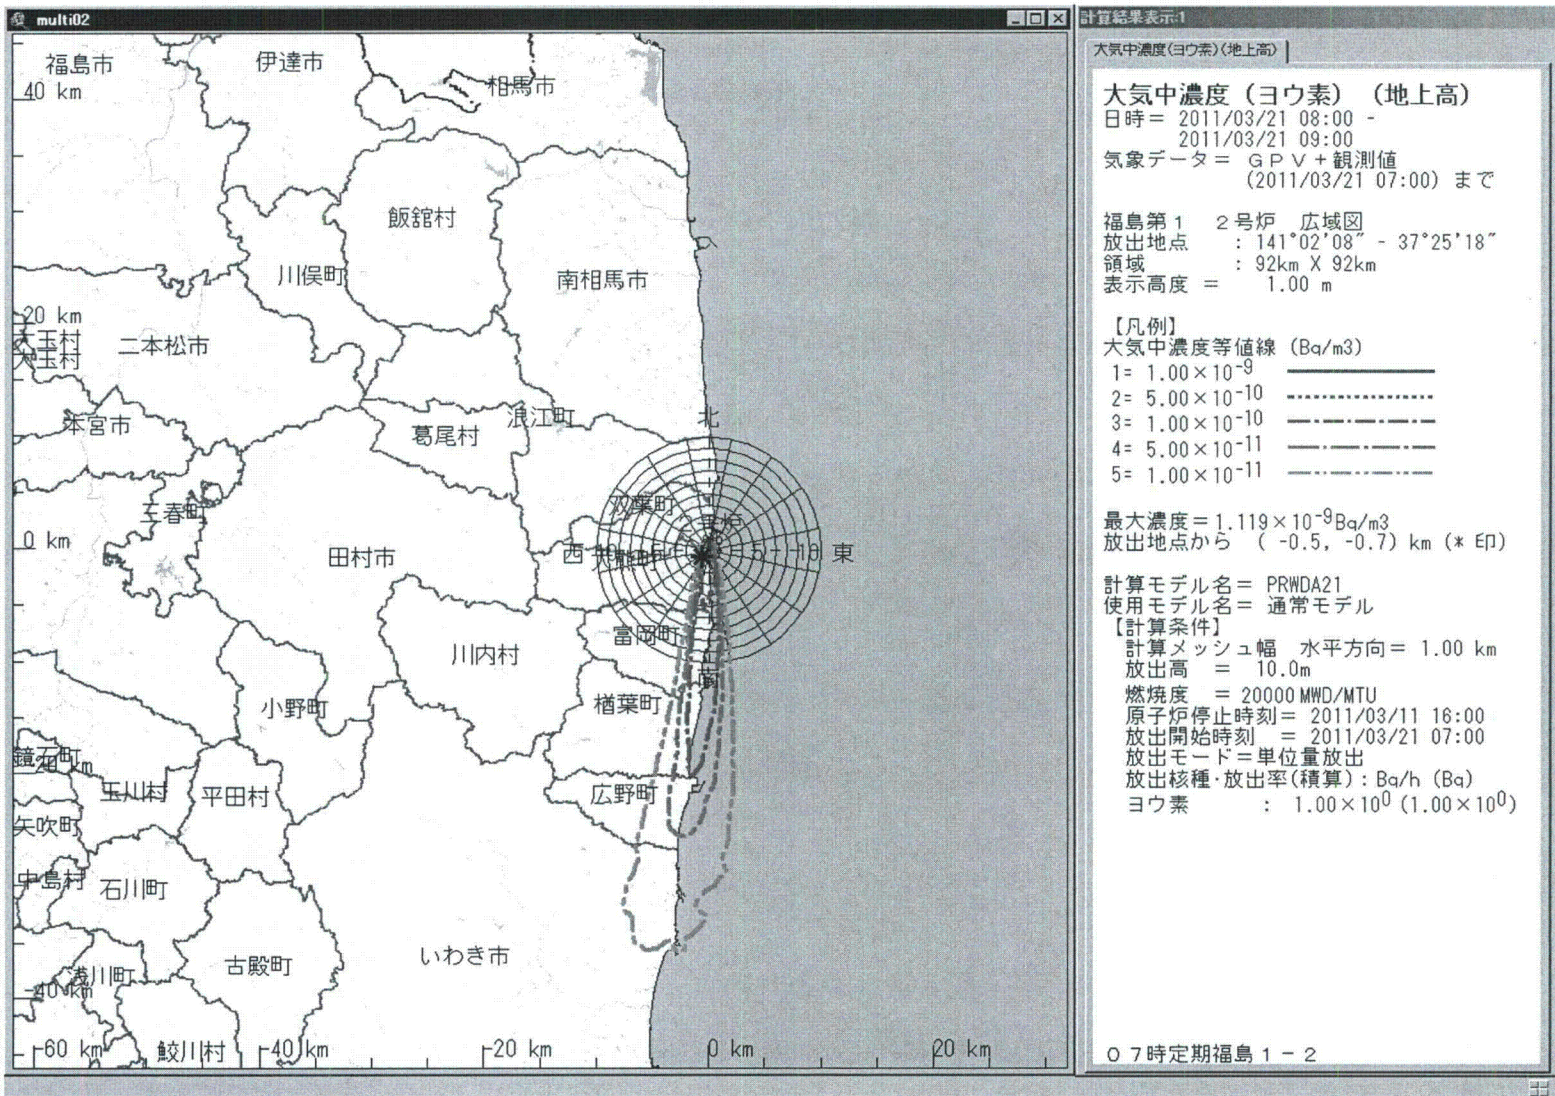 multi02
福島市
伊達市
相馬市
40 km
飯舘村
川俣町
南相馬市
20 km
大玉村
二本松市
大玉村
本宮市
葛尾村
浪江町
北
双葉町
三春町
0 km
田村市
西
東
富岡町
川内村
南
小野町
楢葉町
鏡石町
玉川村
平田村
広野町
矢吹町
中島村
石川町
いわき市
古殿町
浅川町
-40 km
鮫川村
-60 km
-40 km
-20 km
0 km
20 km
計算結果表示:1
大気中濃度(ヨウ素)(地上高)
大気中濃度(ヨウ素) (地上高)
日時= 2011/03/21 08:00 -
2011/03/21 09:00
気象データ= GPV+観測値
(2011/03/21 07:00) まで
福島第1 2号炉 広域図
放出地点 : 141°02'08" - 37°25'18"
領域 : 92km X 92km
表示高度 = 1.00 m
【凡例】
大気中濃度等値線 (Bq/m3)
1= 1.00×10⁻⁹
2= 5.00×10⁻¹⁰
3= 1.00×10⁻¹⁰
4= 5.00×10⁻¹¹
5= 1.00×10⁻¹¹
最大濃度=1.119×10⁻⁹Bq/m3
放出地点から ( -0.5, -0.7) km (* 印)
計算モデル名= PRWDA21
使用モデル名= 通常モデル
【計算条件】
計算メッシュ幅 水平方向= 1.00 km
放出高 = 10.0m
燃焼度 = 20000MWD/MTU
原子炉停止時刻= 2011/03/11 16:00
放出開始時刻 = 2011/03/21 07:00
放出モード=単位量放出
放出核種・放出率(積算):Bq/h (Bq)
ヨウ素 : 1.00×10⁰ (1.00×10⁰)
07時定期福島1-2